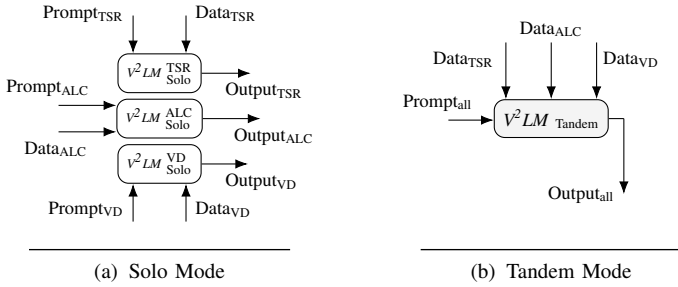 Prompt_TSR Data_TSR
V²LM TSR Solo
Output_TSR
Prompt_ALC
V²LM ALC Solo
Data_ALC
Output_ALC
V²LM VD Solo
Output_VD
Prompt_VD Data_VD
(a) Solo Mode
Data_ALC
Data_TSR Data_VD
Prompt_all
V²LM Tandem
Output_all
(b) Tandem Mode